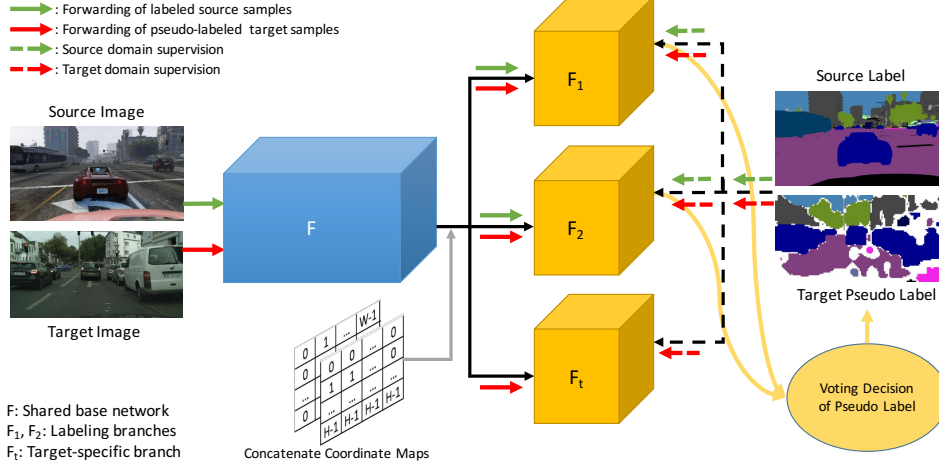 : Forwarding of labeled source samples
: Forwarding of pseudo-labeled target samples
: Source domain supervision
: Target domain supervision
Source Image
Target Image
F
F₁
F₂
Fₜ
Source Label
Target Pseudo Label
Voting Decision
of Pseudo Label
0 1 ... W-1
0 0 ... 0
0 1 1 ... 1
... ... ... ... ...
0 H-1 H-1 H-1 H-1
Concatenate Coordinate Maps
F: Shared base network
F₁, F₂: Labeling branches
Fₜ: Target-specific branch